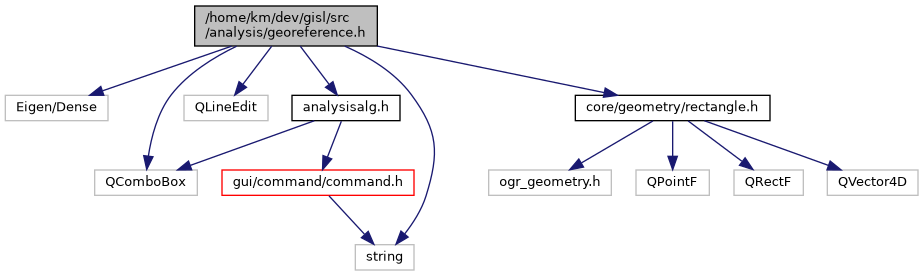 /home/km/dev/gisl/src
/analysis/georeference.h
Eigen/Dense
QLineEdit
analysisalg.h
core/geometry/rectangle.h
QComboBox
gui/command/command.h
ogr_geometry.h
QPointF
QRectF
QVector4D
string